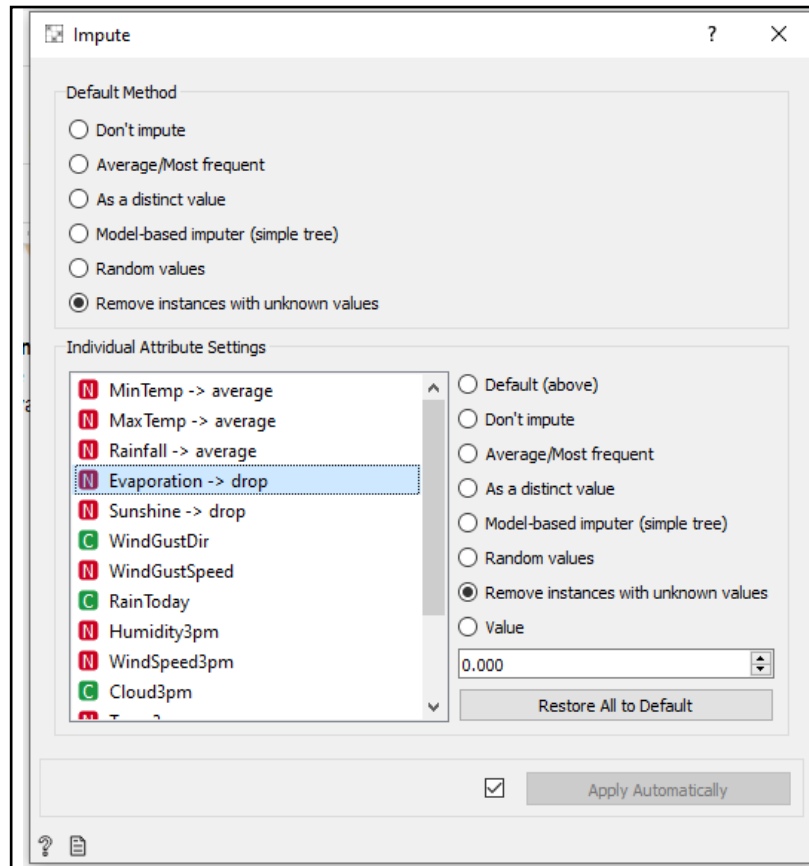 Impute
?
Default Method
Don't impute
Average/Most frequent
As a distinct value
Model-based imputer (simple tree)
Random values
Remove instances with unknown values
Individual Attribute Settings
N MinTemp -> average
N MaxTemp -> average
N Rainfall -> average
N Evaporation -> drop
N Sunshine -> drop
C WindGustDir
N WindGustSpeed
C RainToday
N Humidity3pm
N WindSpeed3pm
C Cloud3pm
Default (above)
Don't impute
Average/Most frequent
As a distinct value
Model-based imputer (simple tree)
Random values
Remove instances with unknown values
Value
0.000
Restore All to Default
Apply Automatically
?